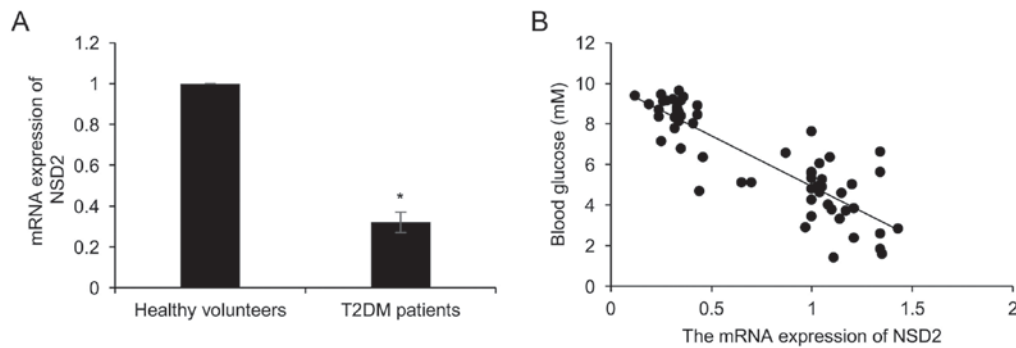 A
mRNA expression of
NSD2
1.2
1
0.8
0.6
0.4
0.2
0
*
Healthy volunteers
T2DM patients
B
Blood glucose (mM)
12
10
8
6
4
2
0
0
0.5
1
1.5
2
The mRNA expression of NSD2